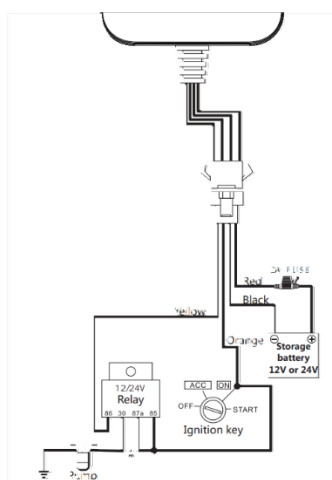 Red
Black
Yellow
Orange
Storage
battery
12V or 24V
12/24V
Relay
86 30 87a 85
ACC ON
OFF START
Ignition key